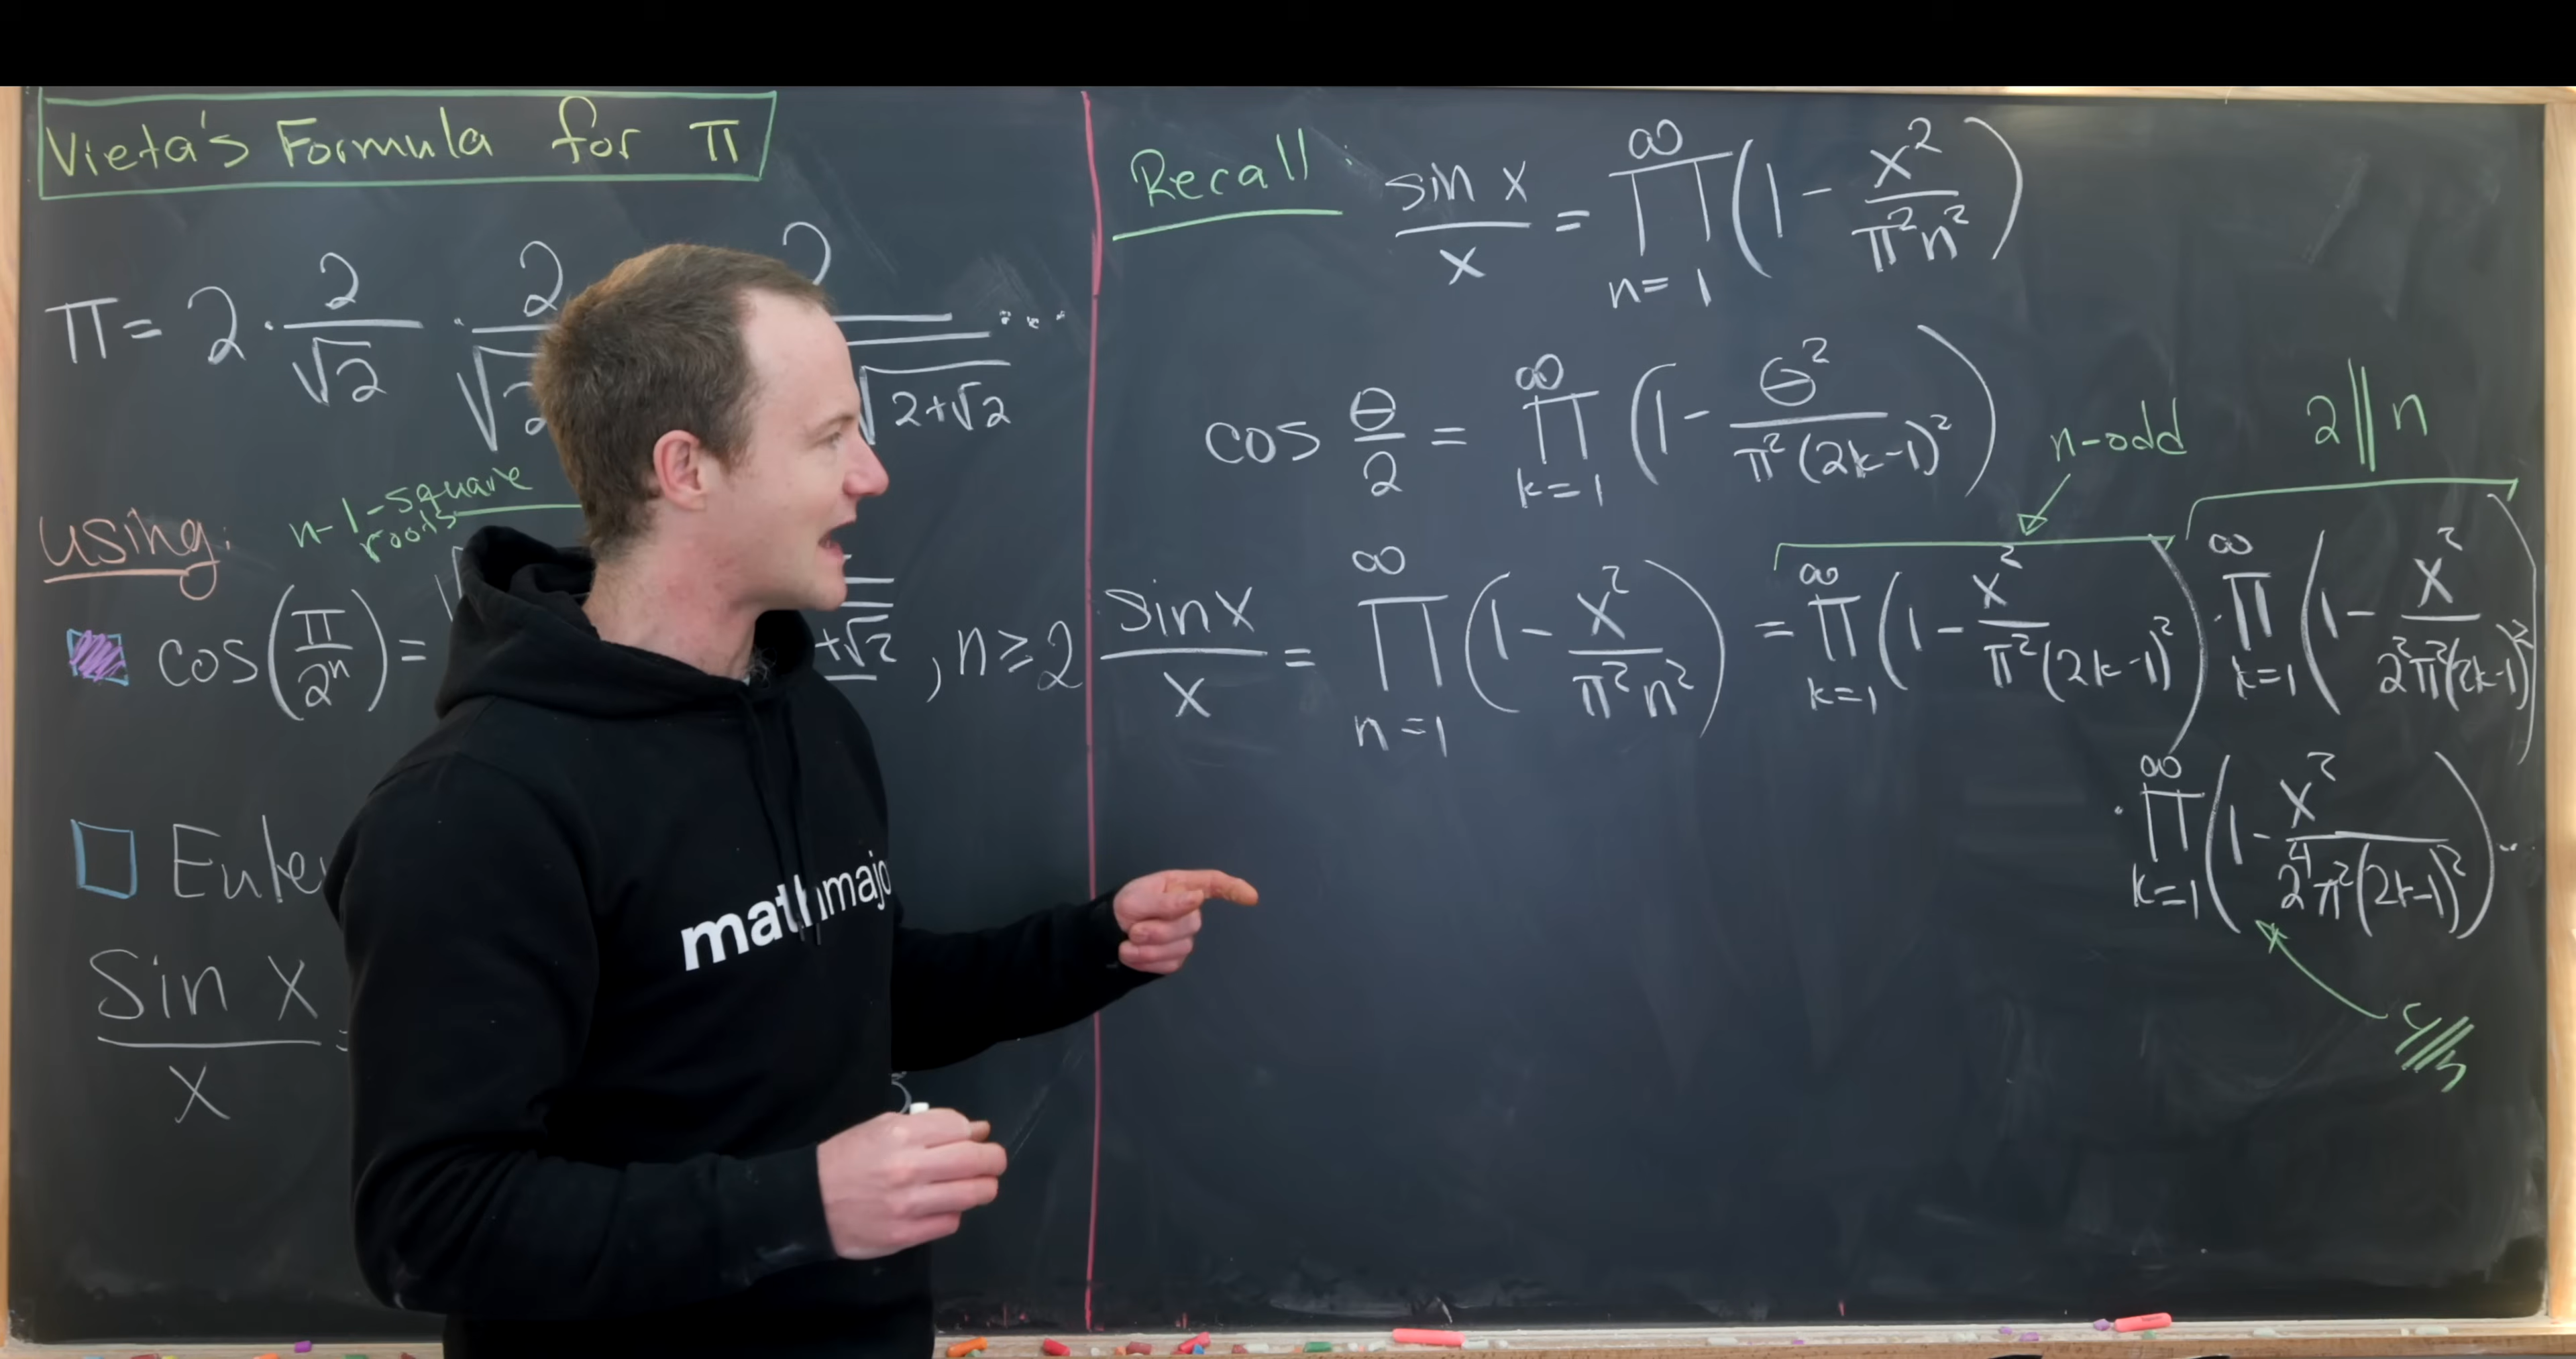 Vieta's Formula for π
π = 2 · 2/√2 · 2/√2 2/√2+√2 ...
using:
n-1-square roots
cos(π/2ⁿ) = +√2 , n ≥ 2
Euler
Sin x / x =
mathmajo
Recall: sin x / x = ∏_{n=1}^{∞} (1 - x²/π²n²)
cos θ/2 = ∏_{k=1}^{∞} (1 - θ²/π²(2k-1)²)
n-odd
2 || n
sin x / x = ∏_{n=1}^{∞} (1 - x²/π²n²) = ∏_{k=1}^{∞} (1 - x²/π²(2k-1)²) · ∏_{k=1}^{∞} (1 - x²/2²π²(2k-1)²)
· ∏_{k=1}^{∞} (1 - x²/2⁴π²(2k-1)²) ...